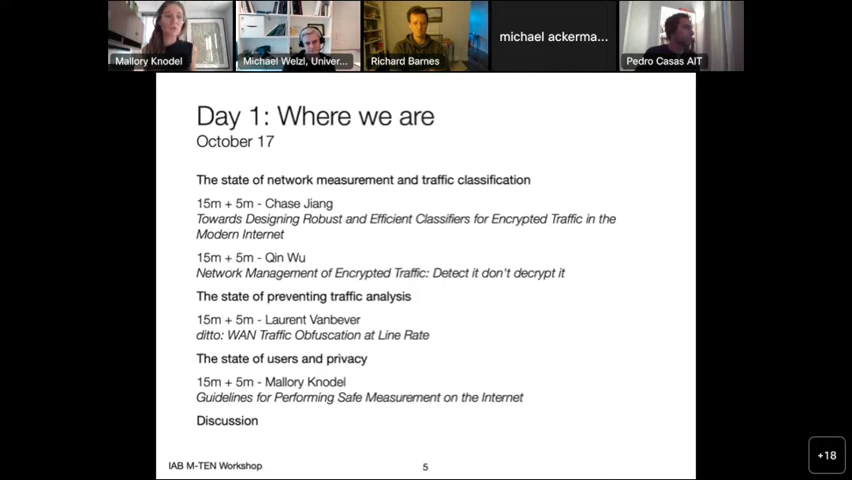 Mallory Knodel
Michael Welzl, Univer...
Richard Barnes
michael ackerma...
Pedro Casas AIT
Day 1: Where we are
October 17
The state of network measurement and traffic classification
15m + 5m - Chase Jiang
Towards Designing Robust and Efficient Classifiers for Encrypted Traffic in the
Modern Internet
15m + 5m - Qin Wu
Network Management of Encrypted Traffic: Detect it don't decrypt it
The state of preventing traffic analysis
15m + 5m - Laurent Vanbever
ditto: WAN Traffic Obfuscation at Line Rate
The state of users and privacy
15m + 5m - Mallory Knodel
Guidelines for Performing Safe Measurement on the Internet
Discussion
IAB M-TEN Workshop
5
+18